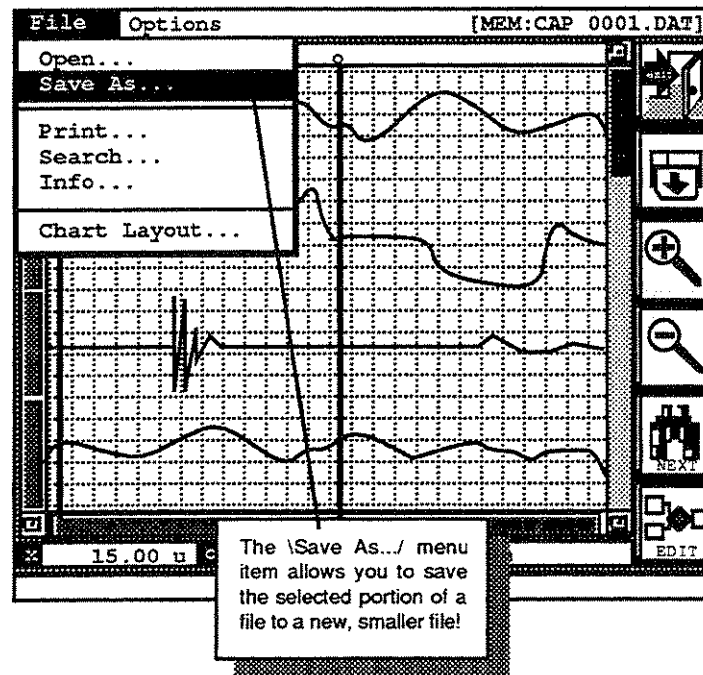 File Options [MEM:CAP 0001.DAT]
Open...
Save As...
Print...
Search...
Info...
Chart Layout...
NEXT
EDIT
15.00 u
The \Save As.../ menu
item allows you to save
the selected portion of a
file to a new, smaller file!